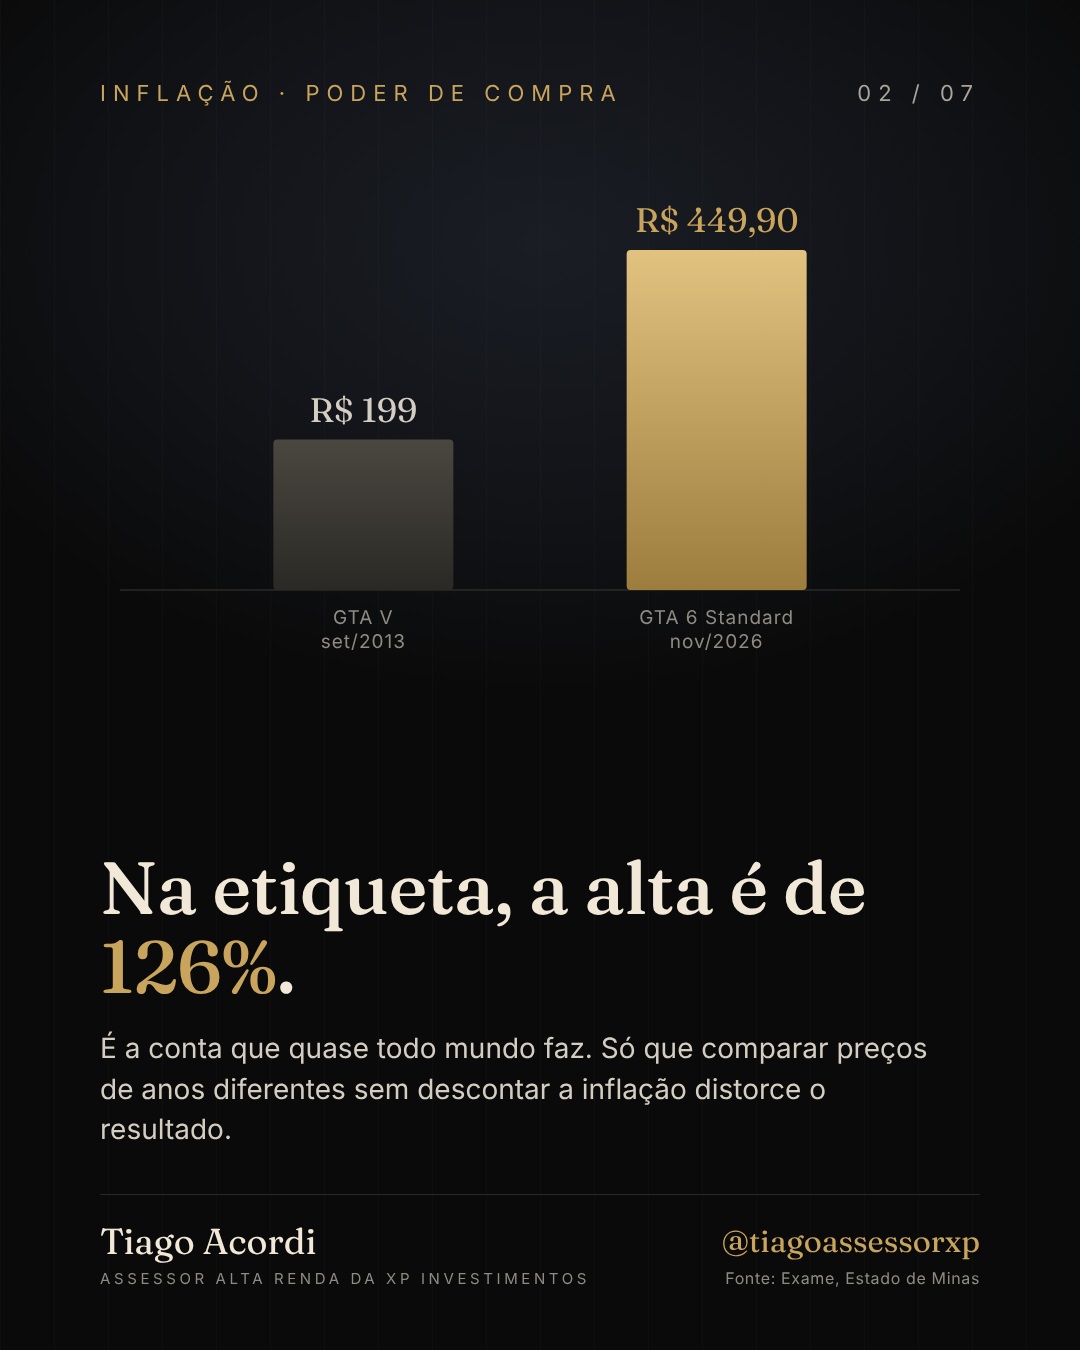 INFLAÇÃO · PODER DE COMPRA
02 / 07
R$ 449,90
R$ 199
GTA V
set/2013
GTA 6 Standard
nov/2026
Na etiqueta, a alta é de
126%.
É a conta que quase todo mundo faz. Só que comparar preços
de anos diferentes sem descontar a inflação distorce o
resultado.
Tiago Acordi
ASSESSOR ALTA RENDA DA XP INVESTIMENTOS
@tiagoassessorxp
Fonte: Exame, Estado de Minas